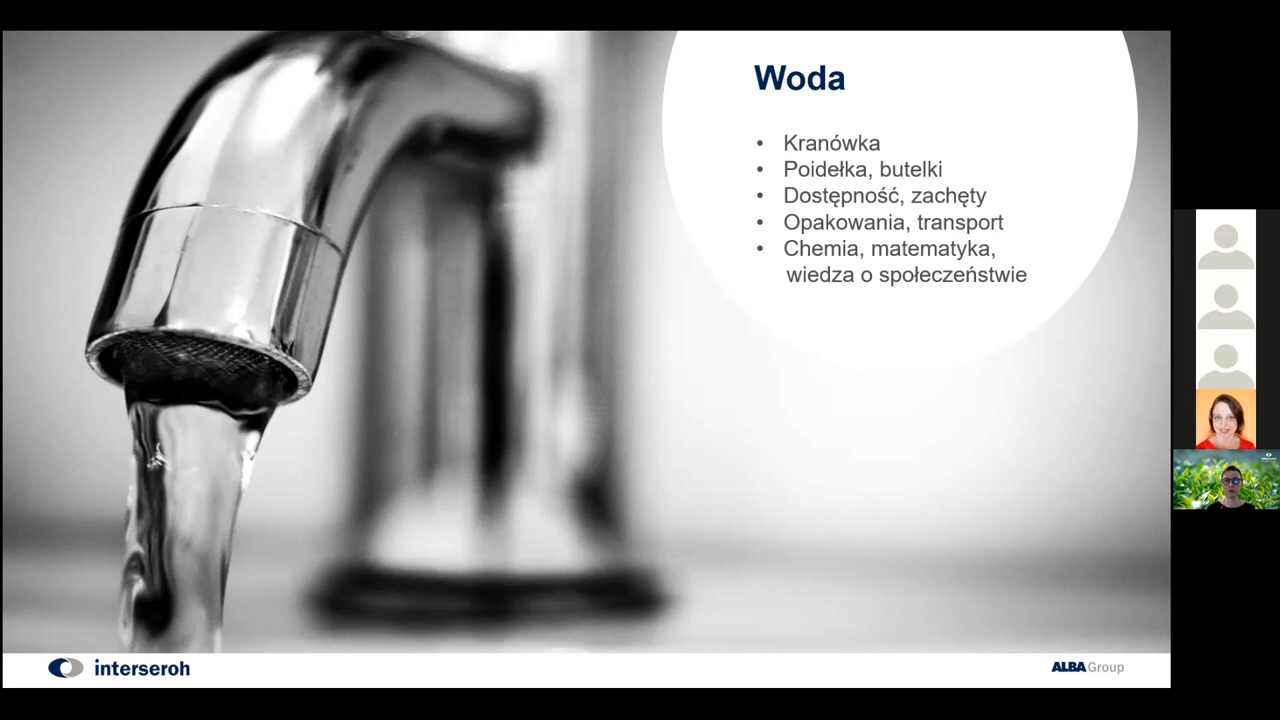 Woda
• Kranówka
• Poidełka, butelki
• Dostępność, zachęty
• Opakowania, transport
• Chemia, matematyka,
wiedza o społeczeństwie
interseroh
ALBA Group